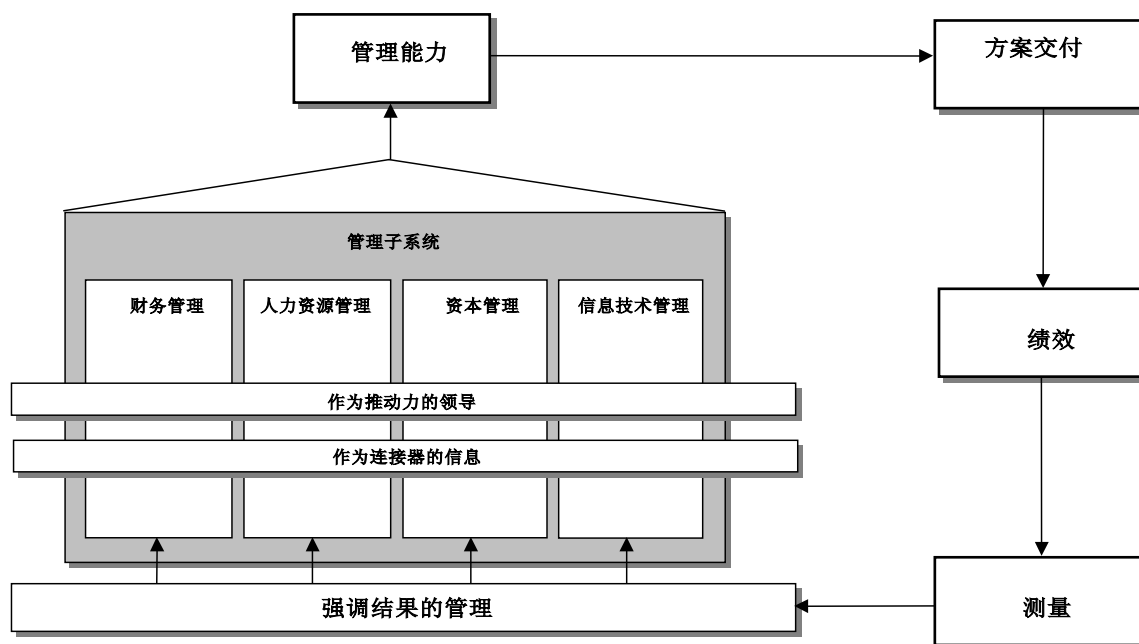 管理能力
方案交付
管理子系统
财务管理
人力资源管理
资本管理
信息技术管理
绩效
作为推动力的领导
作为连接器的信息
强调结果的管理
测量